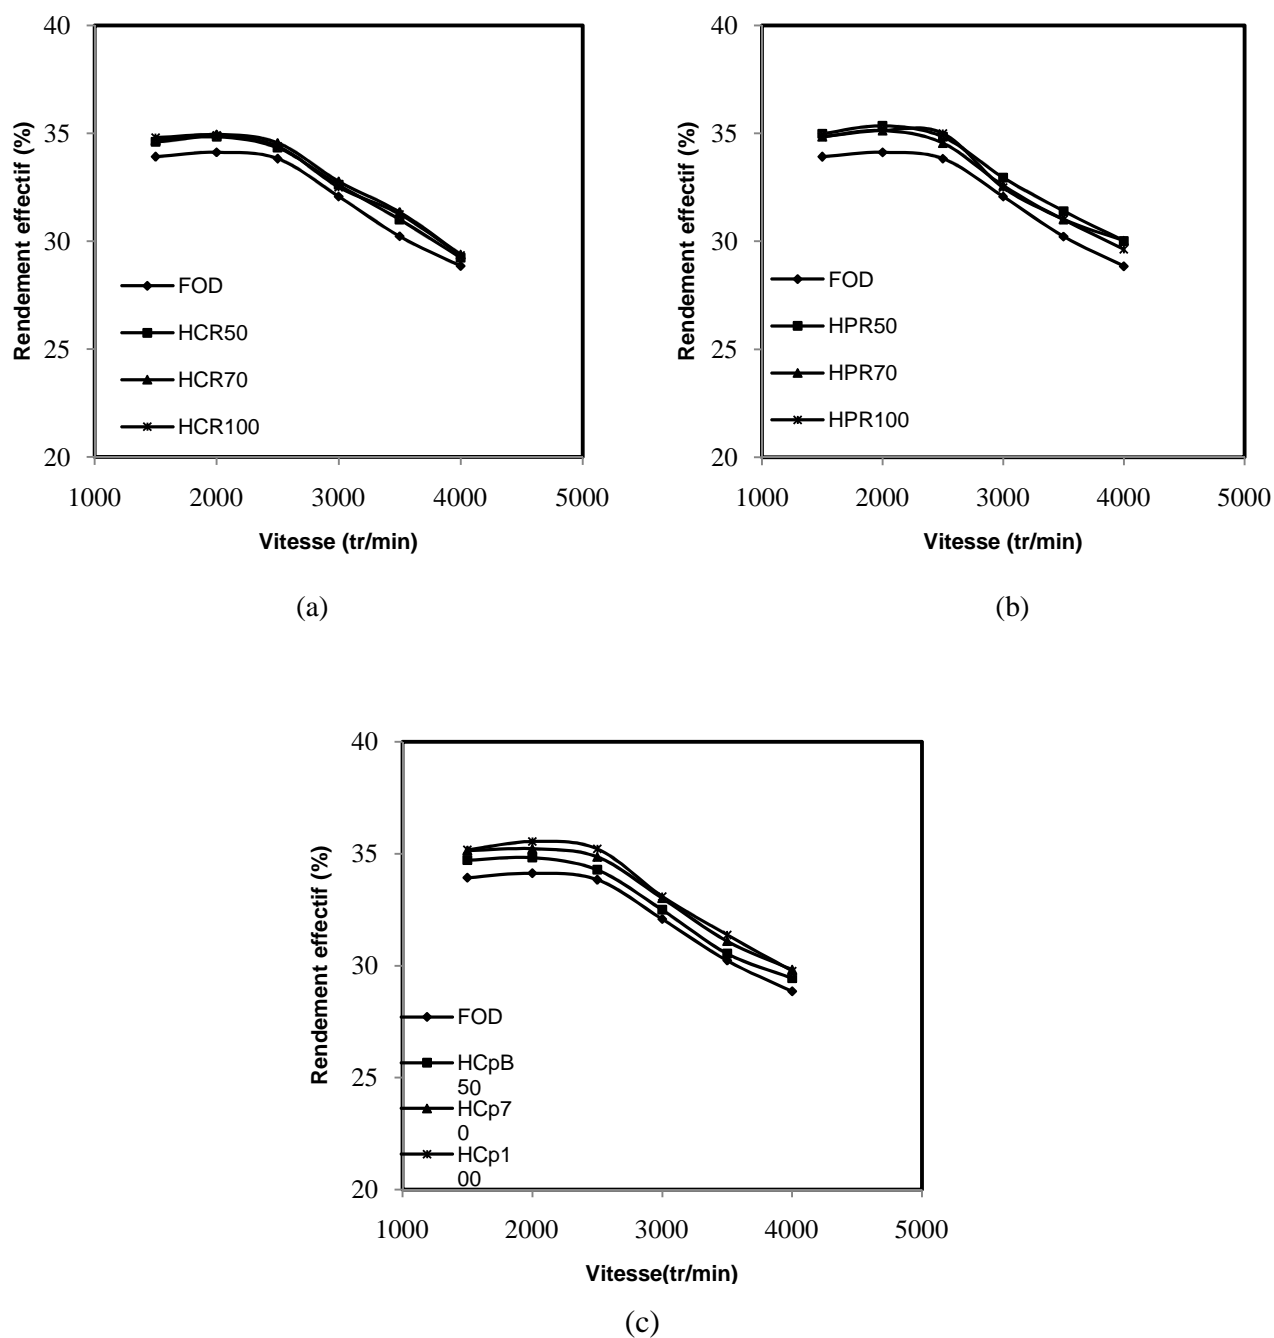 40
35
30
25
20
Rendement effectif (%)
FOD
HCR50
HCR70
HCR100
1000 2000 3000 4000 5000
Vitesse (tr/min)
(a)
40
35
30
25
20
Rendement effectif (%)
FOD
HPR50
HPR70
HPR100
1000 2000 3000 4000 5000
Vitesse (tr/min)
(b)
40
35
30
25
20
Rendement effectif (%)
FOD
HCpB
50
HCp7
0
HCp1
00
1000 2000 3000 4000 5000
Vitesse(tr/min)
(c)